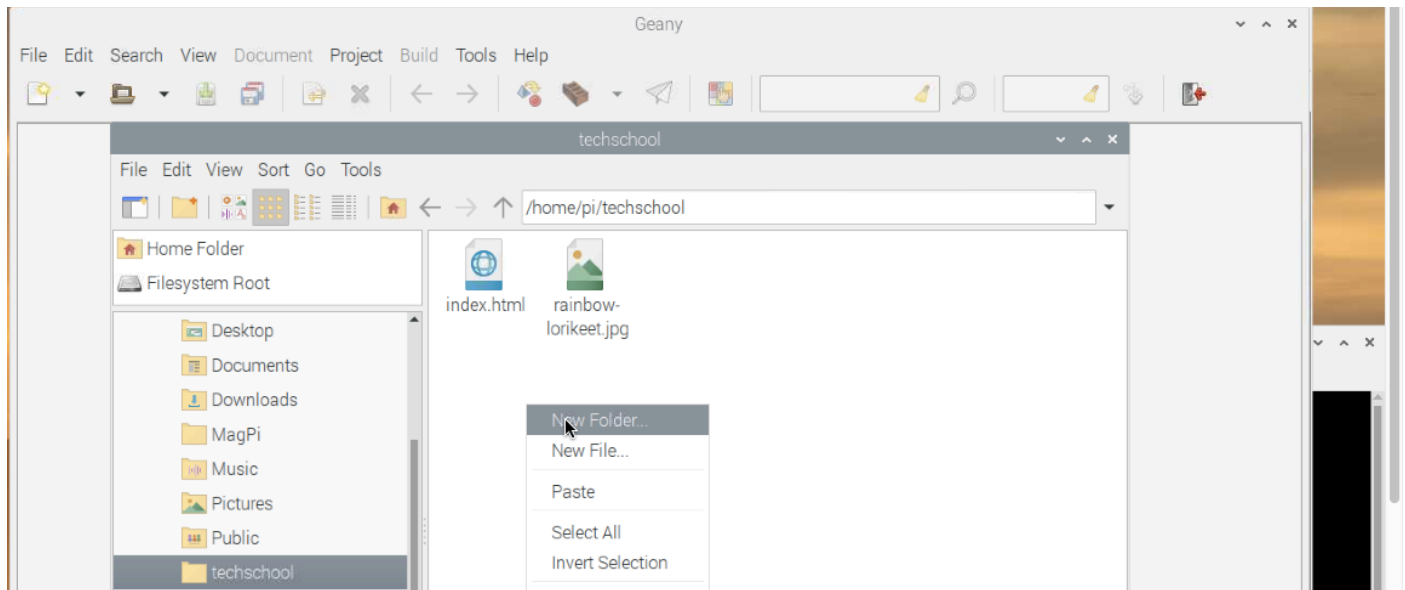 Geany
File Edit Search View Document Project Build Tools Help
techschool
File Edit View Sort Go Tools
/home/pi/techschool
Home Folder
Filesystem Root
Desktop
Documents
Downloads
MagPi
Music
Pictures
Public
techschool
index.html
rainbow-
lorikeet.jpg
New Folder...
New File...
Paste
Select All
Invert Selection